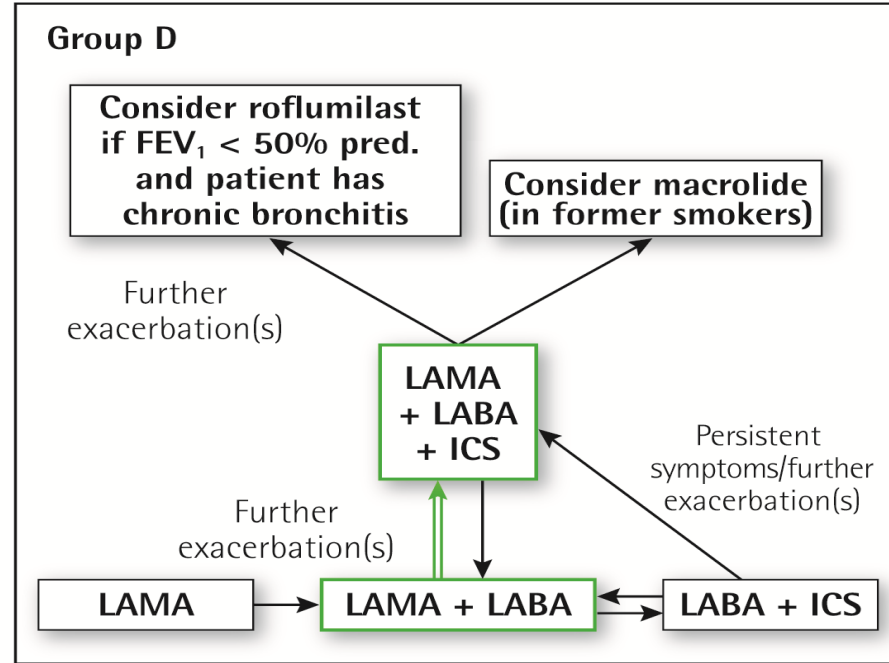 Group D
Consider roflumilast
if FEV₁ < 50% pred.
and patient has
chronic bronchitis
Consider macrolide
(in former smokers)
Further
exacerbation(s)
LAMA
+ LABA
+ ICS
Persistent
symptoms/further
exacerbation(s)
Further
exacerbation(s)
LAMA
LAMA + LABA
LABA + ICS